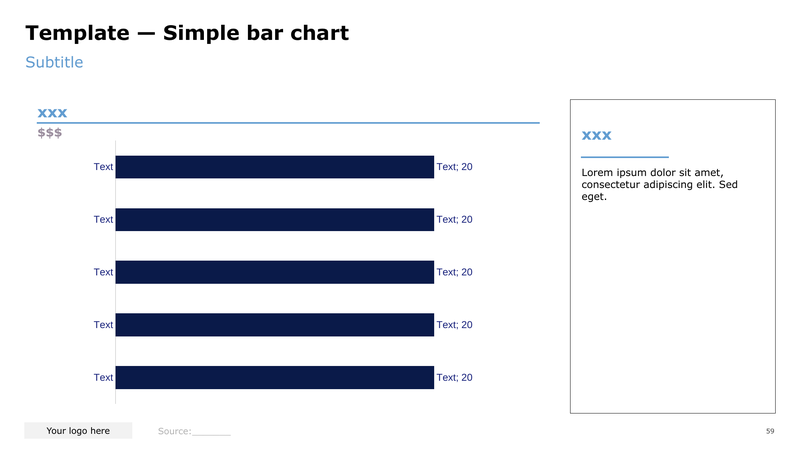 Template — Simple bar chart
Subtitle
xxx
$$$
Text Text; 20
Text Text; 20
Text Text; 20
Text Text; 20
Text Text; 20
xxx
Lorem ipsum dolor sit amet,
consectetur adipiscing elit. Sed
eget.
Your logo here
Source:_______
59